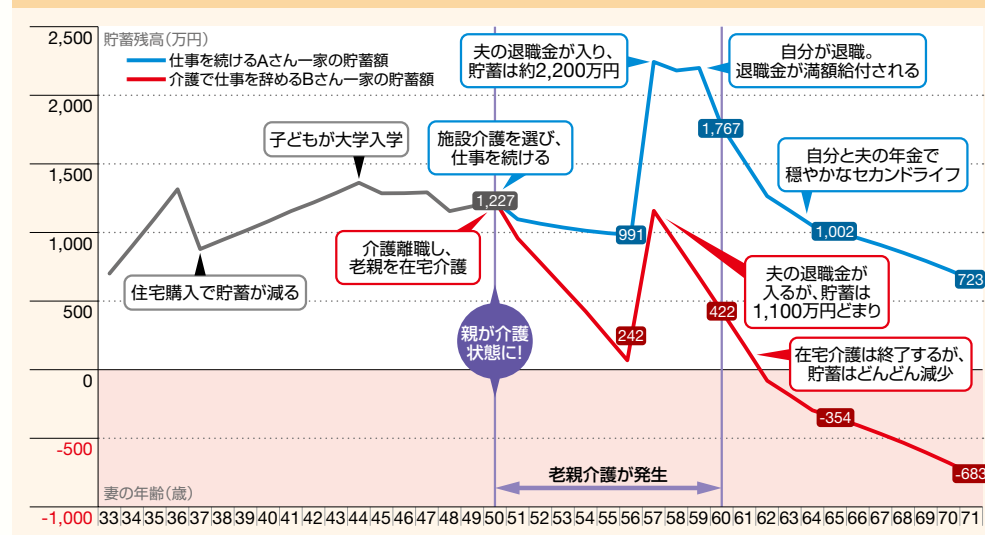 2,500
2,000
1,500
1,000
500
0
-500
-1,000
貯蓄残高(万円)
仕事を続けるAさん一家の貯蓄額
介護で仕事を辞めるBさん一家の貯蓄額
住宅購入で貯蓄が減る
子どもが大学入学
1,227
施設介護を選び、
仕事を続ける
介護離職し、
老親を在宅介護
親が介護
状態に!
991
242
夫の退職金が入り、
貯蓄は約2,200万円
自分が退職。
退職金が満額給付される
1,767
自分と夫の年金で
穏やかなセカンドライフ
1,002
723
夫の退職金が
入るが、貯蓄は
1,100万円どまり
422
在宅介護は終了するが、
貯蓄はどんどん減少
-354
-683
老親介護が発生
妻の年齢(歳)
33 34 35 36 37 38 39 40 41 42 43 44 45 46 47 48 49 50 51 52 53 54 55 56 57 58 59 60 61 62 63 64 65 66 67 68 69 70 71